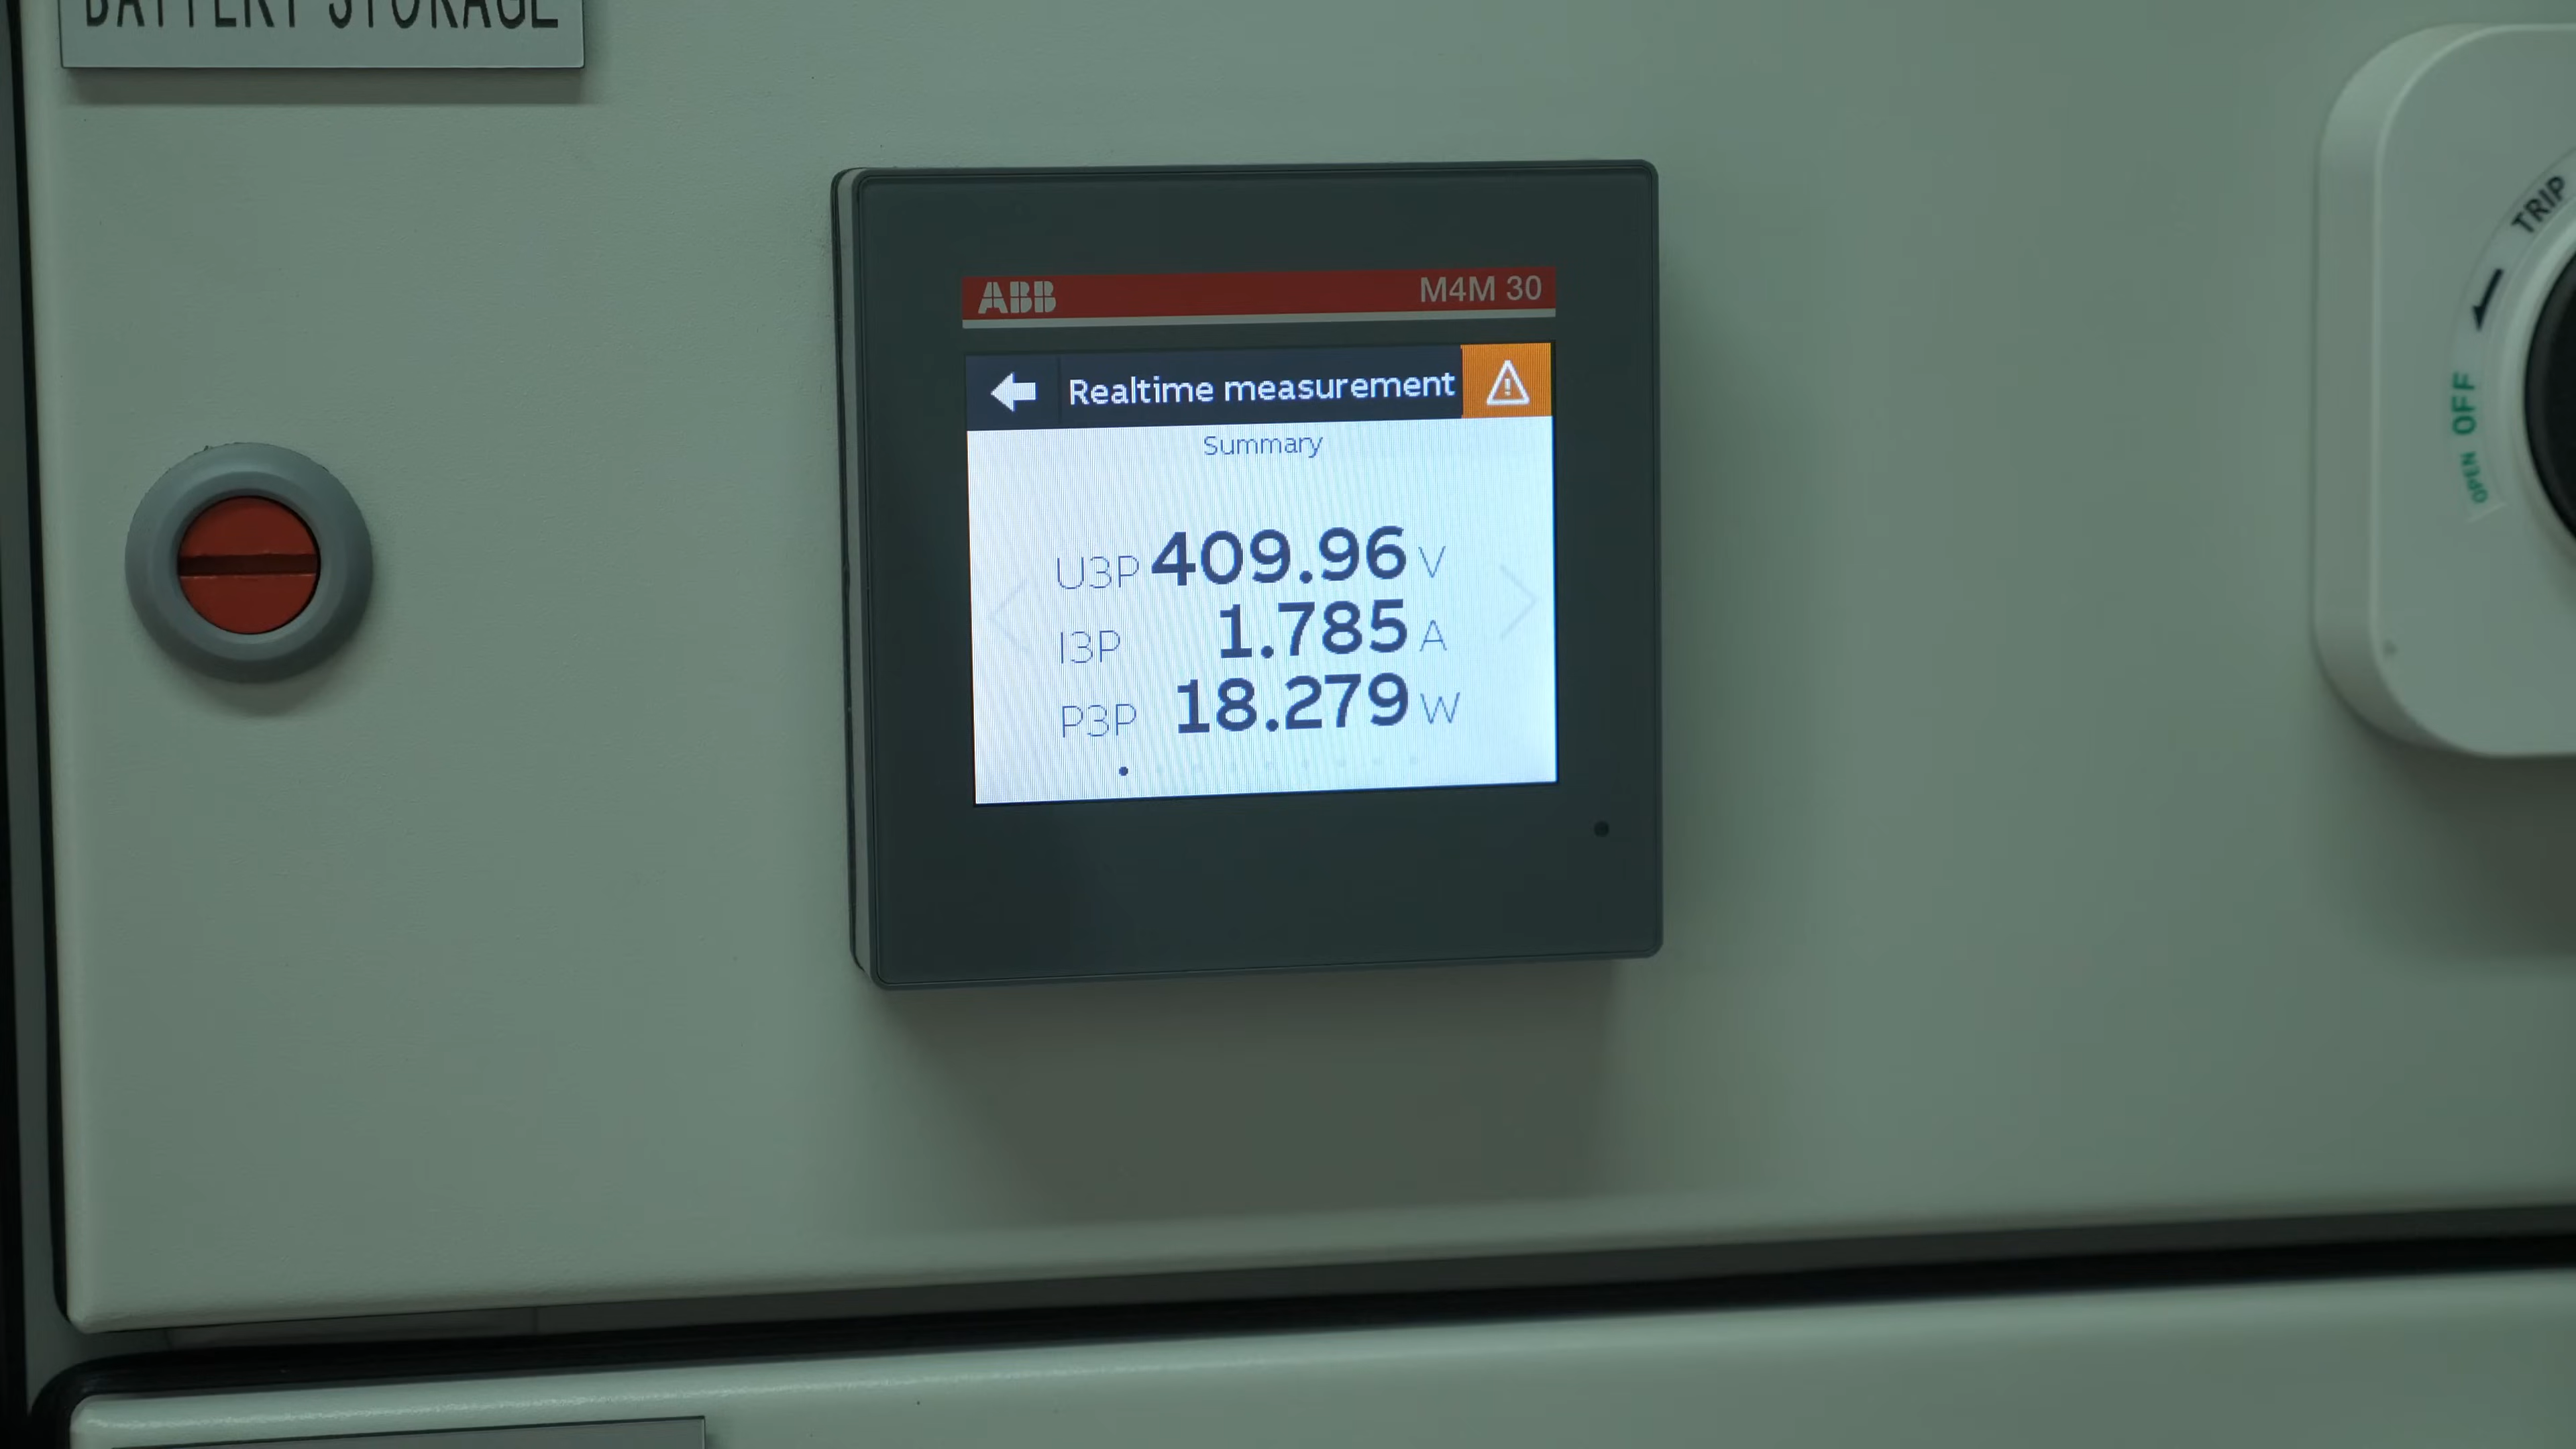 BATTERY STORAGE
ABB M4M 30
Realtime measurement
Summary
U3P 409.96 V
I3P 1.785 A
P3P 18.279 W
TRIP
OPEN OFF